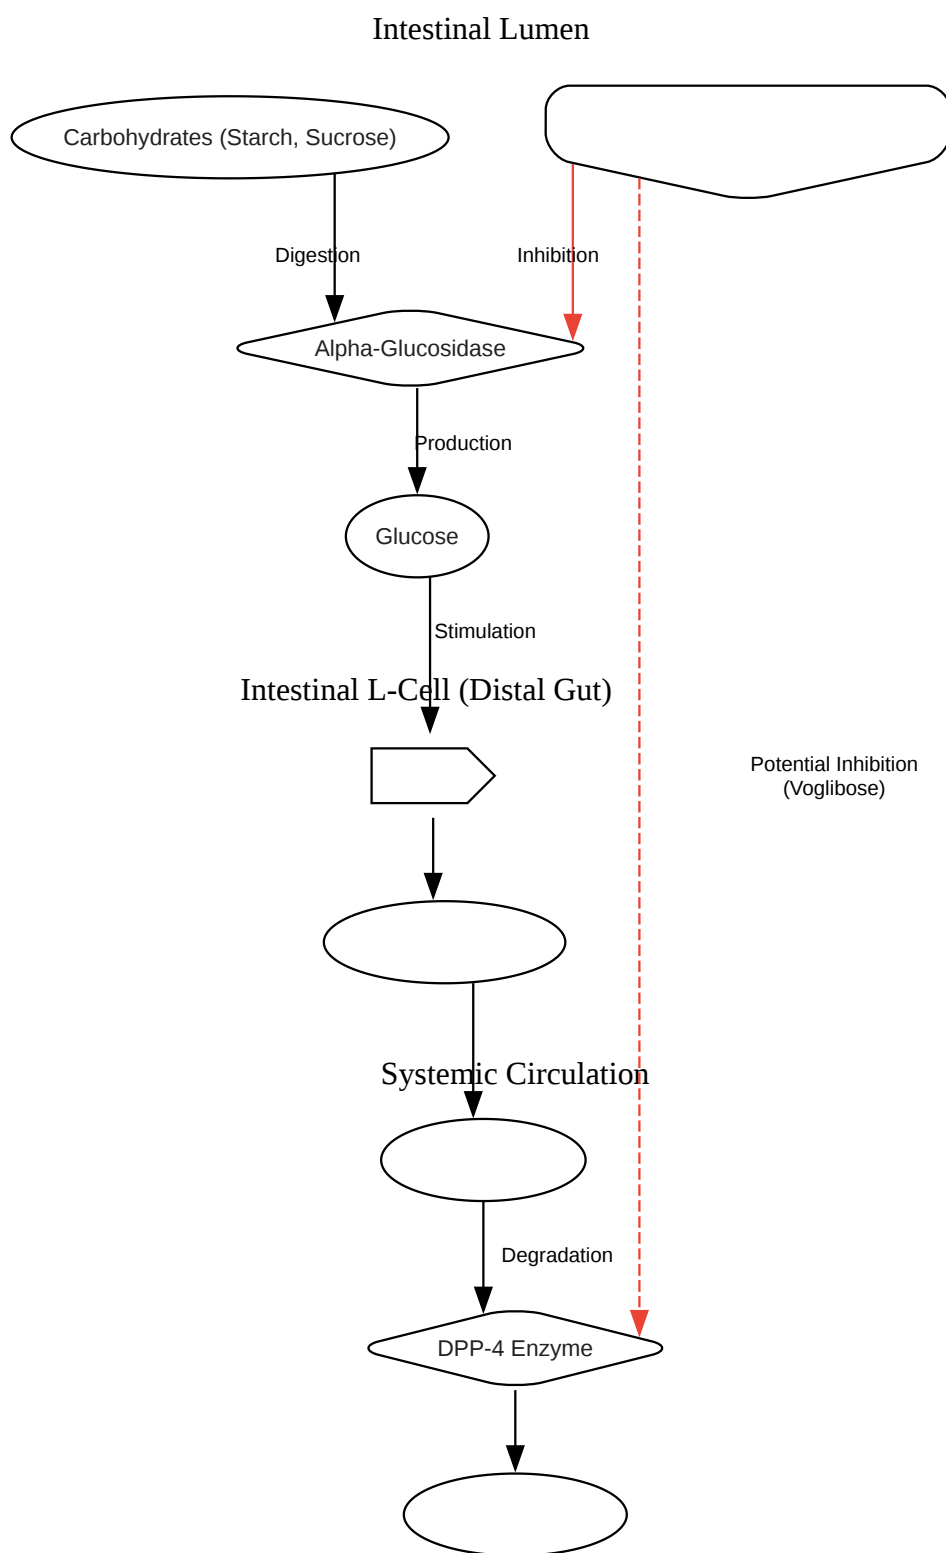 Intestinal Lumen
Carbohydrates (Starch, Sucrose)
Digestion
Inhibition
Alpha-Glucosidase
Production
Glucose
Stimulation
Intestinal L-Cell (Distal Gut)
Potential Inhibition
(Voglibose)
Systemic Circulation
Degradation
DPP-4 Enzyme